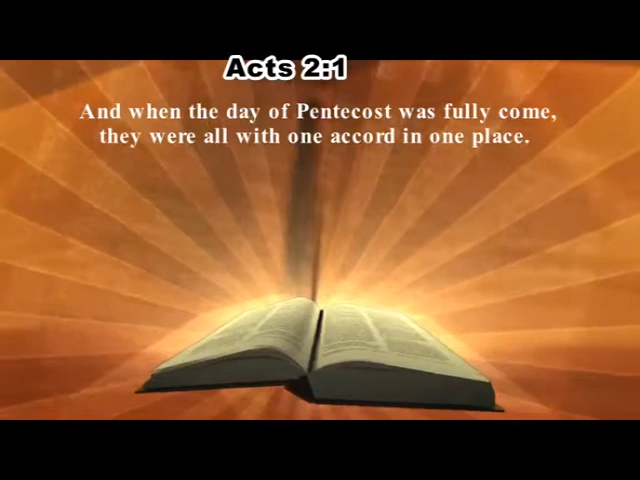 Acts 2:1
And when the day of Pentecost was fully come,
they were all with one accord in one place.